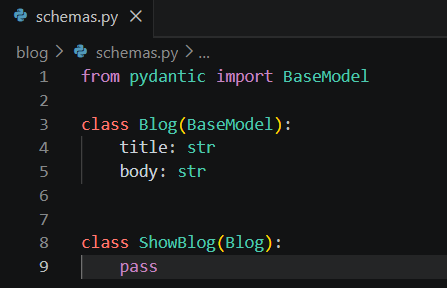 schemas.py
blog > schemas.py > ...
1 from pydantic import BaseModel
2
3 class Blog(BaseModel):
4     title: str
5     body: str
6
7
8 class ShowBlog(Blog):
9     pass